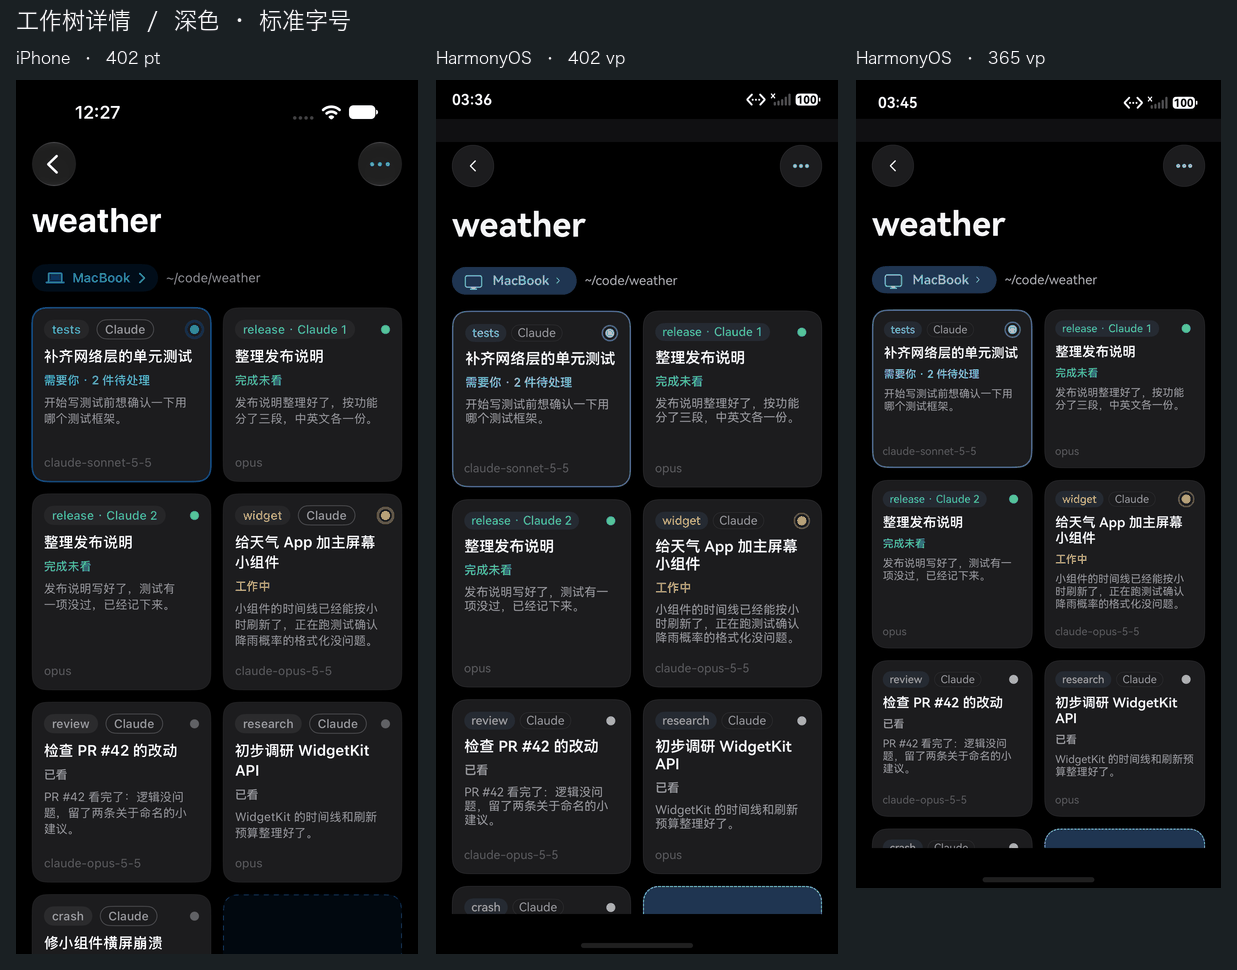 工作树详情 / 深色 · 标准字号
iPhone · 402 pt
12:27
weather
MacBook
~/code/weather
tests Claude
补齐网络层的单元测试
需要你 · 2 件待处理
开始写测试前想确认一下用
哪个测试框架。
claude-sonnet-5-5
release · Claude 1
整理发布说明
完成未看
发布说明整理好了，按功能
分了三段，中英文各一份。
opus
release · Claude 2
整理发布说明
完成未看
发布说明写好了，测试有
一项没过，已经记下来。
opus
widget Claude
给天气 App 加主屏幕
小组件
工作中
小组件的时间线已经能按小
时刷新了，正在跑测试确认
降雨概率的格式化没问题。
claude-opus-5-5
review Claude
检查 PR #42 的改动
已看
PR #42 看完了：逻辑没问
题，留了两条关于命名的小
建议。
claude-opus-5-5
research Claude
初步调研 WidgetKit
API
已看
WidgetKit 的时间线和刷新
预算整理好了。
opus
crash Claude
修小组件横屏崩溃
HarmonyOS · 402 vp
03:36
100
weather
MacBook
~/code/weather
tests Claude
补齐网络层的单元测试
需要你 · 2 件待处理
开始写测试前想确认一下用
哪个测试框架。
claude-sonnet-5-5
release · Claude 1
整理发布说明
完成未看
发布说明整理好了，按功能
分了三段，中英文各一份。
opus
release · Claude 2
整理发布说明
完成未看
发布说明写好了，测试有一
项没过，已经记下来。
opus
widget Claude
给天气 App 加主屏幕
小组件
工作中
小组件的时间线已经能按小
时刷新了，正在跑测试确认
降雨概率的格式化没问题。
claude-opus-5-5
review Claude
检查 PR #42 的改动
已看
PR #42 看完了：逻辑没问
题，留了两条关于命名的小
建议。
claude-opus-5-5
research Claude
初步调研 WidgetKit
API
已看
WidgetKit 的时间线和刷新
预算整理好了。
opus
crash Claude
HarmonyOS · 365 vp
03:45
100
weather
MacBook
~/code/weather
tests Claude
补齐网络层的单元测试
需要你 · 2 件待处理
开始写测试前想确认一下用
哪个测试框架。
claude-sonnet-5-5
release · Claude 1
整理发布说明
完成未看
发布说明整理好了，按功能
分了三段，中英文各一份。
opus
release · Claude 2
整理发布说明
完成未看
发布说明写好了，测试有一
项没过，已经记下来。
opus
widget Claude
给天气 App 加主屏幕
小组件
工作中
小组件的时间线已经能按小
时刷新了，正在跑测试确认
降雨概率的格式化没问题。
claude-opus-5-5
review Claude
检查 PR #42 的改动
已看
PR #42 看完了：逻辑没问
题，留了两条关于命名的小
建议。
claude-opus-5-5
research Claude
初步调研 WidgetKit
API
已看
WidgetKit 的时间线和刷新预
算整理好了。
opus
crash Claude